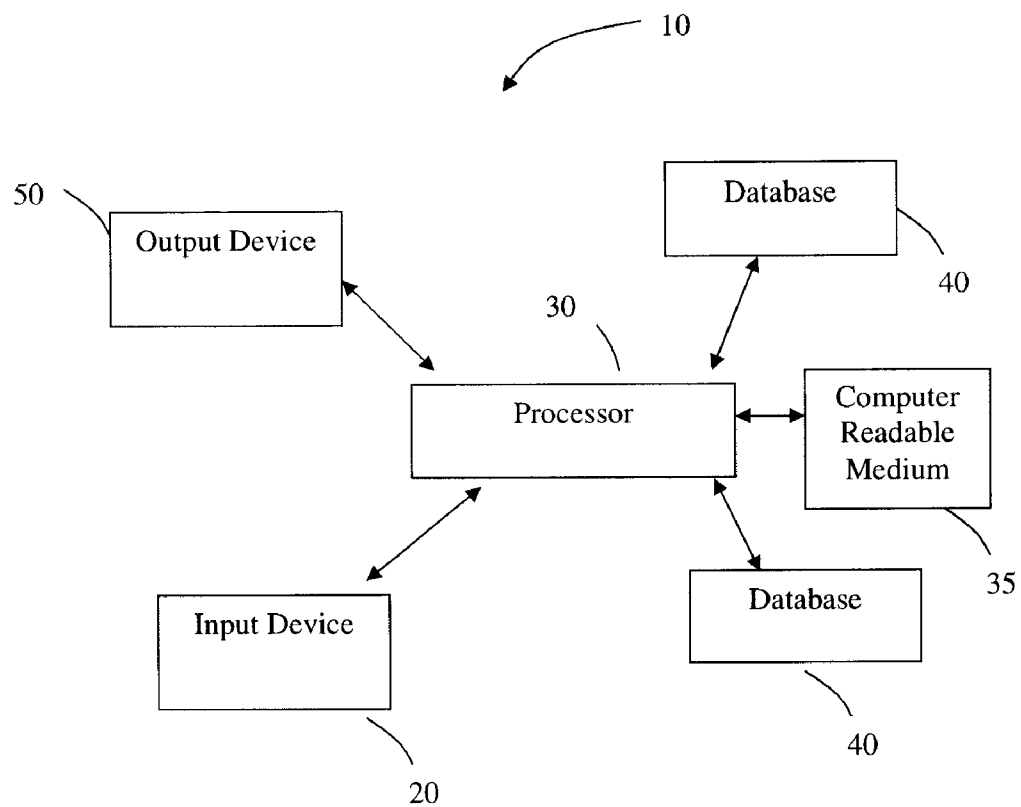 10
50
Output Device
Database
40
30
Processor
Computer
Readable
Medium
35
Input Device
Database
20
40